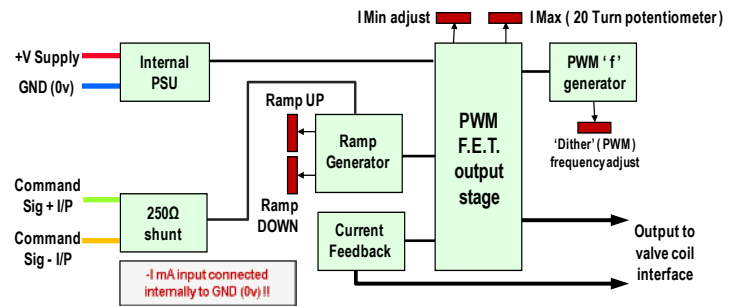 I Min adjust
I Max ( 20 Turn potentiometer)
+V Supply
GND (0v)
Internal
PSU
PWM ‘ f ’
generator
Ramp UP
Ramp
Generator
PWM
F.E.T.
output
stage
‘Dither’ ( PWM)
frequency adjust
Command
Sig + I/P
250Ω
shunt
Ramp
DOWN
Command
Sig - I/P
Current
Feedback
Output to
valve coil
interface
-I mA input connected
internally to GND (0v) !!